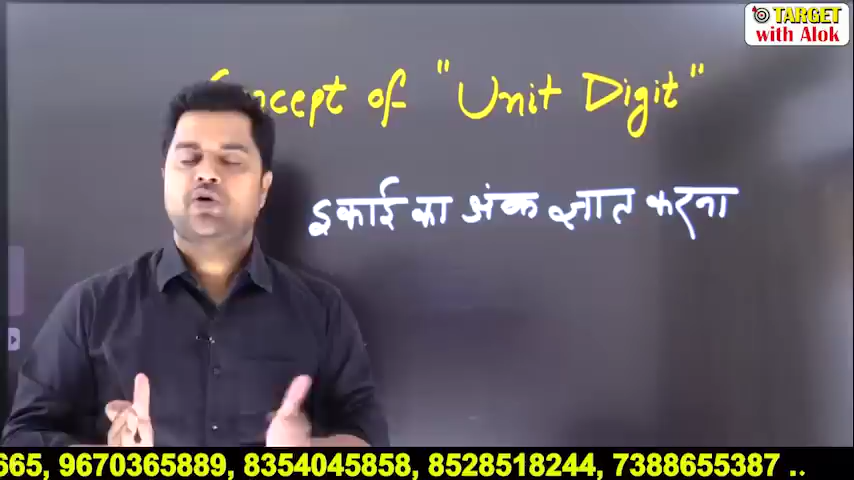 TARGET
with Alok
Concept of "Unit Digit"
इकाई का अंक ज्ञात करना
665, 9670365889, 8354045858, 8528518244, 7388655387 ..